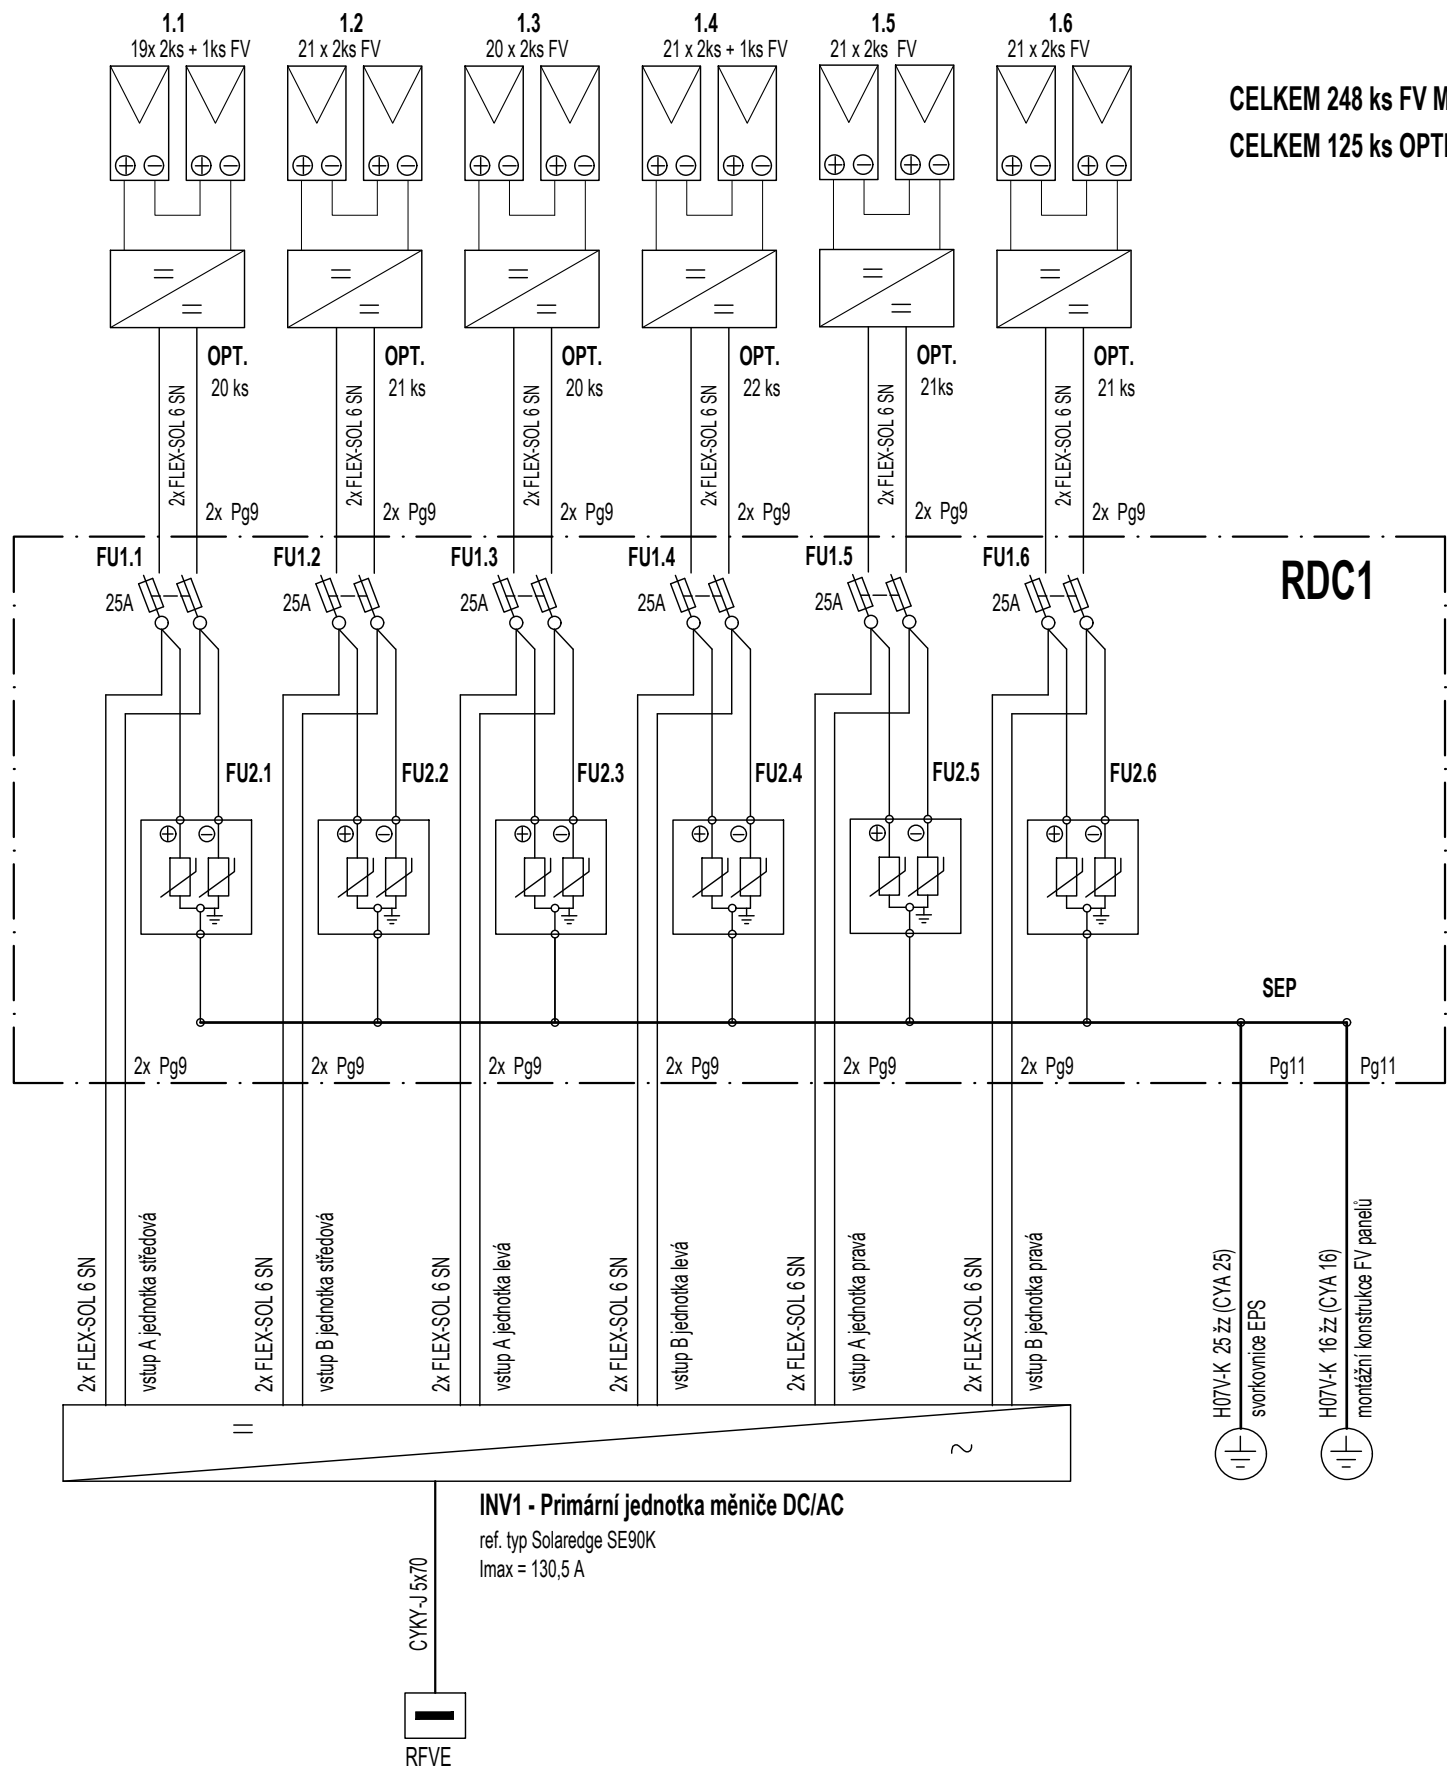 1.1
19x 2ks + 1ks FV
1.2
21 x 2ks FV
1.3
20 x 2ks FV
1.4
21 x 2ks + 1ks FV
1.5
21 x 2ks FV
1.6
21 x 2ks FV
CELKEM 248 ks FV M
CELKEM 125 ks OPT
OPT.
20 ks
OPT.
21 ks
OPT.
20 ks
OPT.
22 ks
OPT.
21ks
OPT.
21 ks
2x FLEX-SOL 6 SN
2x FLEX-SOL 6 SN
2x FLEX-SOL 6 SN
2x FLEX-SOL 6 SN
2x FLEX-SOL 6 SN
2x FLEX-SOL 6 SN
2x Pg9
2x Pg9
2x Pg9
2x Pg9
2x Pg9
2x Pg9
RDC1
FU1.1
25A
FU1.2
25A
FU1.3
25A
FU1.4
25A
FU1.5
25A
FU1.6
25A
FU2.1
FU2.2
FU2.3
FU2.4
FU2.5
FU2.6
SEP
2x Pg9
2x Pg9
2x Pg9
2x Pg9
2x Pg9
2x Pg9
Pg11
Pg11
2x FLEX-SOL 6 SN
vstup A jednotka středová
2x FLEX-SOL 6 SN
vstup B jednotka středová
2x FLEX-SOL 6 SN
vstup A jednotka levá
2x FLEX-SOL 6 SN
vstup B jednotka levá
2x FLEX-SOL 6 SN
vstup A jednotka pravá
2x FLEX-SOL 6 SN
vstup B jednotka pravá
H07V-K 25 žz (CYA 25)
svorkovnice EPS
H07V-K 16 žz (CYA 16)
montážní konstrukce FV panelů
INV1 - Primární jednotka měniče DC/AC
ref. typ Solaredge SE90K
Imax = 130,5 A
CYKY-J 5x70
RFVE